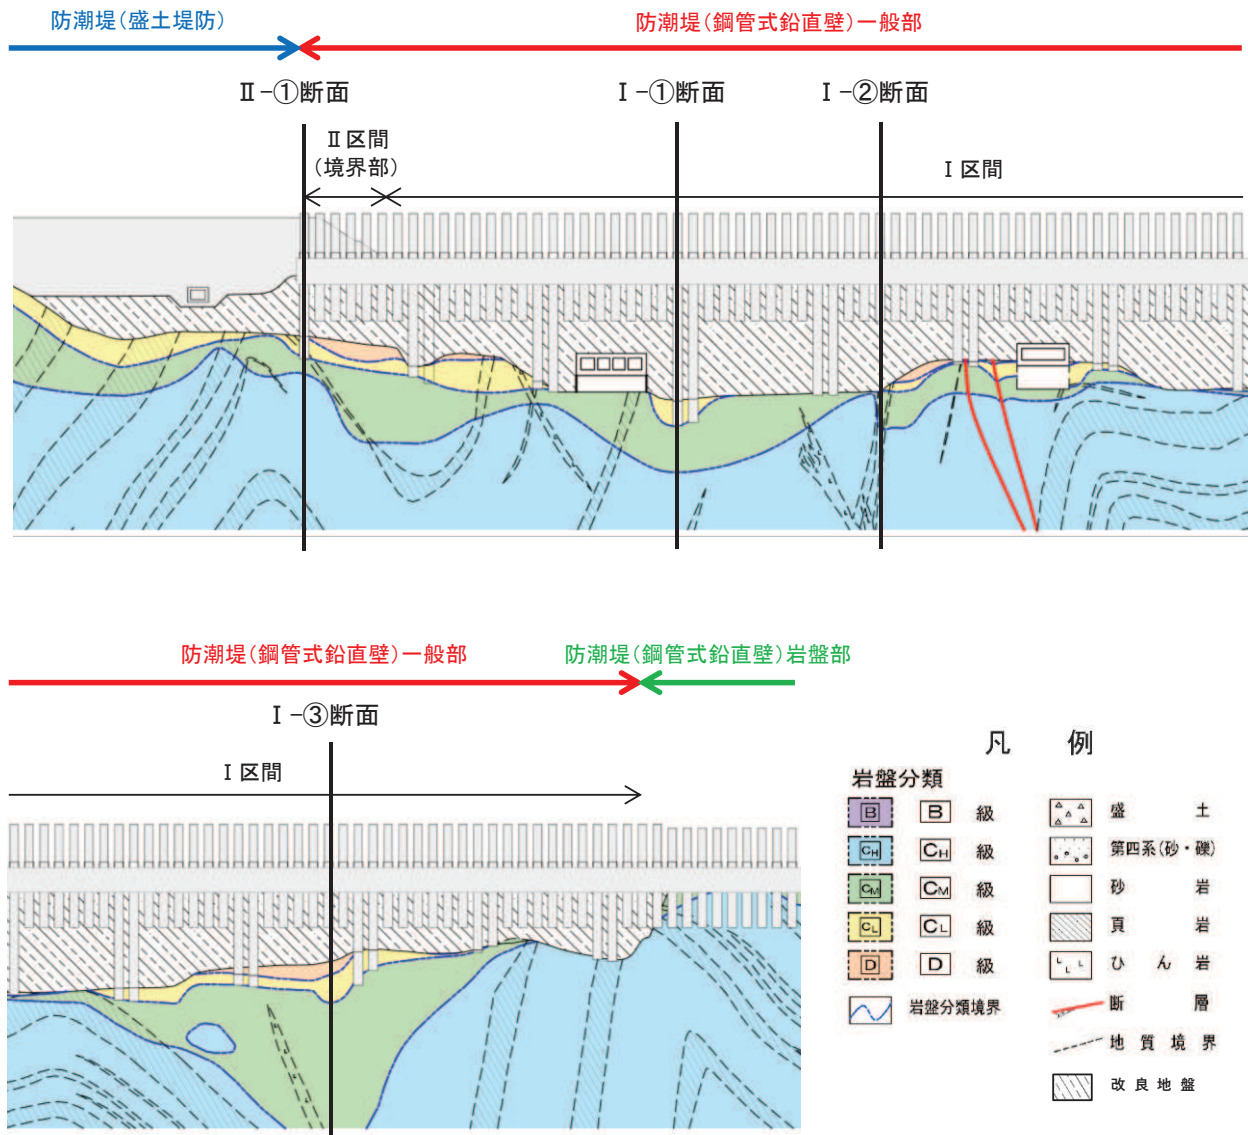 防潮堤(盛土堤防)
防潮堤(鋼管式鉛直壁)一般部
Ⅱ-①断面
Ⅰ-①断面
Ⅰ-②断面
Ⅱ区間
(境界部)
Ⅰ区間
防潮堤(鋼管式鉛直壁)一般部
防潮堤(鋼管式鉛直壁)岩盤部
Ⅰ-③断面
Ⅰ区間
凡 例
岩盤分類
B B 級
CH CH 級
CM CM 級
CL CL 級
D D 級
岩盤分類境界
盛 土
第四系(砂・礫)
砂 岩
頁 岩
ひ ん 岩
断 層
地 質 境 界
改 良 地 盤